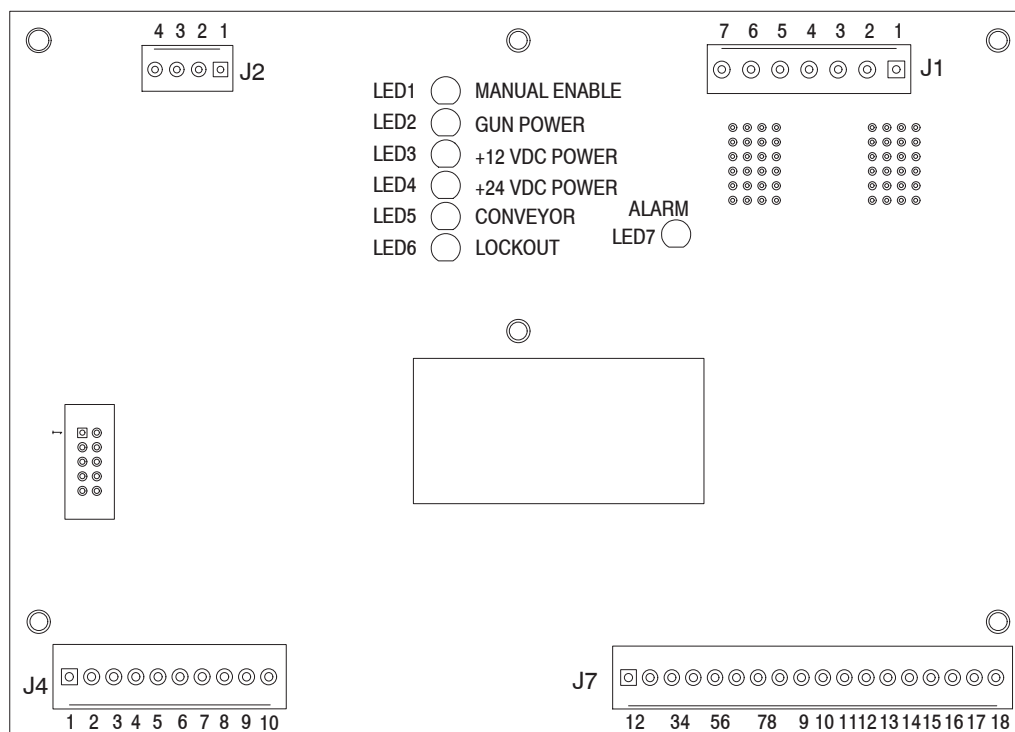 4 3 2 1
J2
7 6 5 4 3 2 1
J1
LED1 MANUAL ENABLE
LED2 GUN POWER
LED3 +12 VDC POWER
LED4 +24 VDC POWER
LED5 CONVEYOR
LED6 LOCKOUT
ALARM
LED7
1
J4
1 2 3 4 5 6 7 8 9 10
J7
12 34 56 78 9 10 11 12 13 14 15 16 17 18